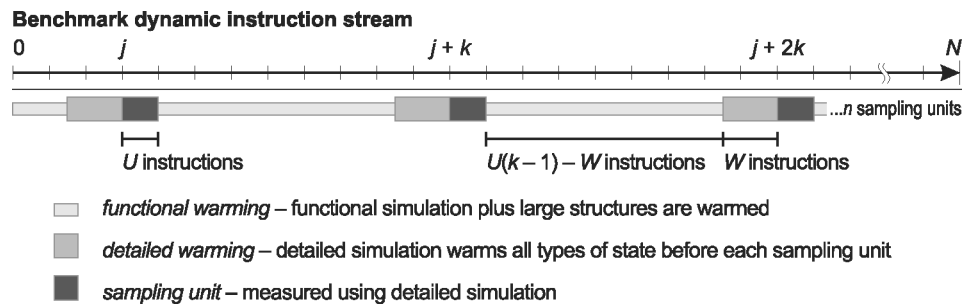 Benchmark dynamic instruction stream
0 j j + k j + 2k N
...n sampling units
U instructions U(k – 1) – W instructions W instructions
functional warming – functional simulation plus large structures are warmed
detailed warming – detailed simulation warms all types of state before each sampling unit
sampling unit – measured using detailed simulation